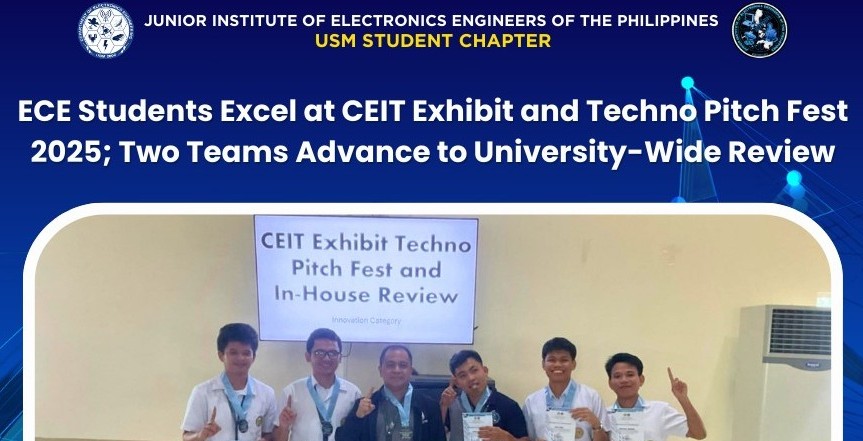 JUNIOR INSTITUTE OF ELECTRONICS ENGINEERS OF THE PHILIPPINES
USM STUDENT CHAPTER
ECE Students Excel at CEIT Exhibit and Techno Pitch Fest
2025; Two Teams Advance to University-Wide Review
CEIT Exhibit Techno
Pitch Fest and
In-House Review
Innovation Category